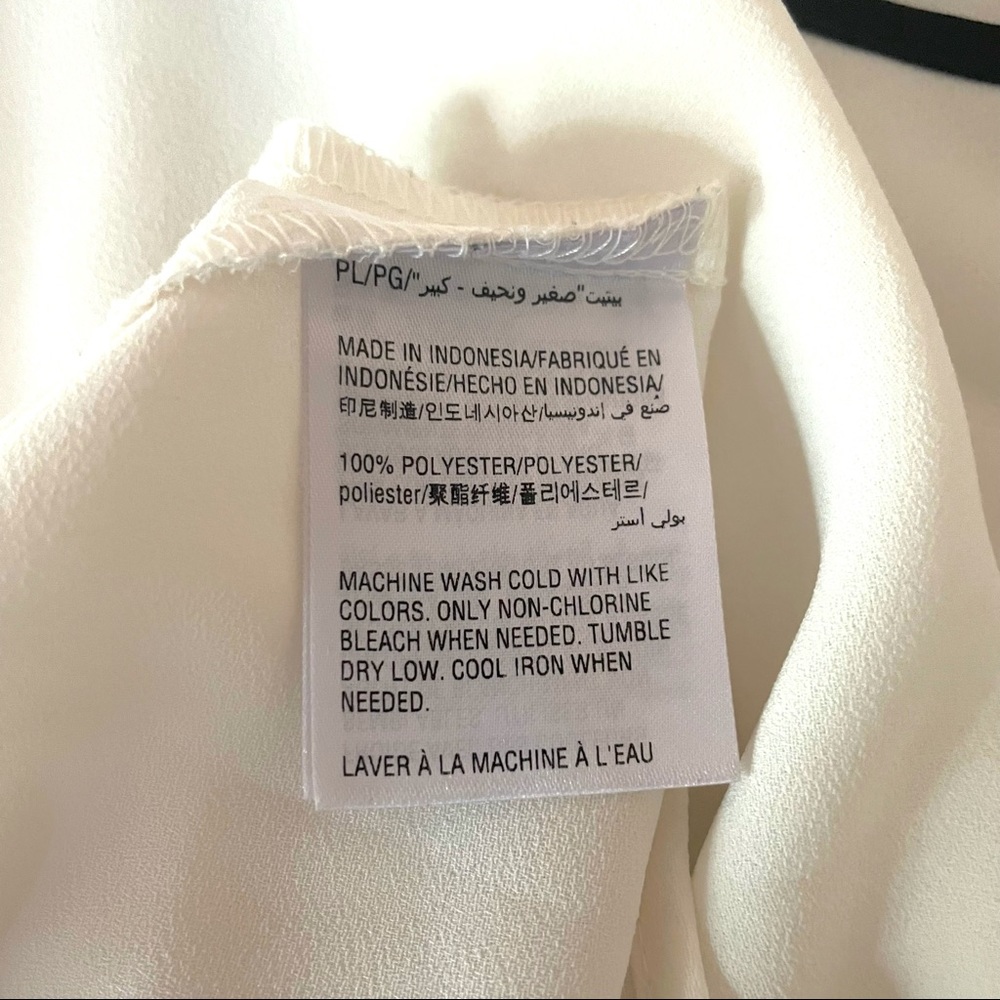 PL/PG/"بيتيت"صغير ونحيف - كبير
MADE IN INDONESIA/FABRIQUÉ EN
INDONÉSIE/HECHO EN INDONESIA/
印尼制造/인도네시아산/صُنع في إندونيسيا
100% POLYESTER/POLYESTER/
poliester/聚酯纤维/폴리에스테르/
بولي أستر
MACHINE WASH COLD WITH LIKE
COLORS. ONLY NON-CHLORINE
BLEACH WHEN NEEDED. TUMBLE
DRY LOW. COOL IRON WHEN
NEEDED.
LAVER À LA MACHINE À L'EAU